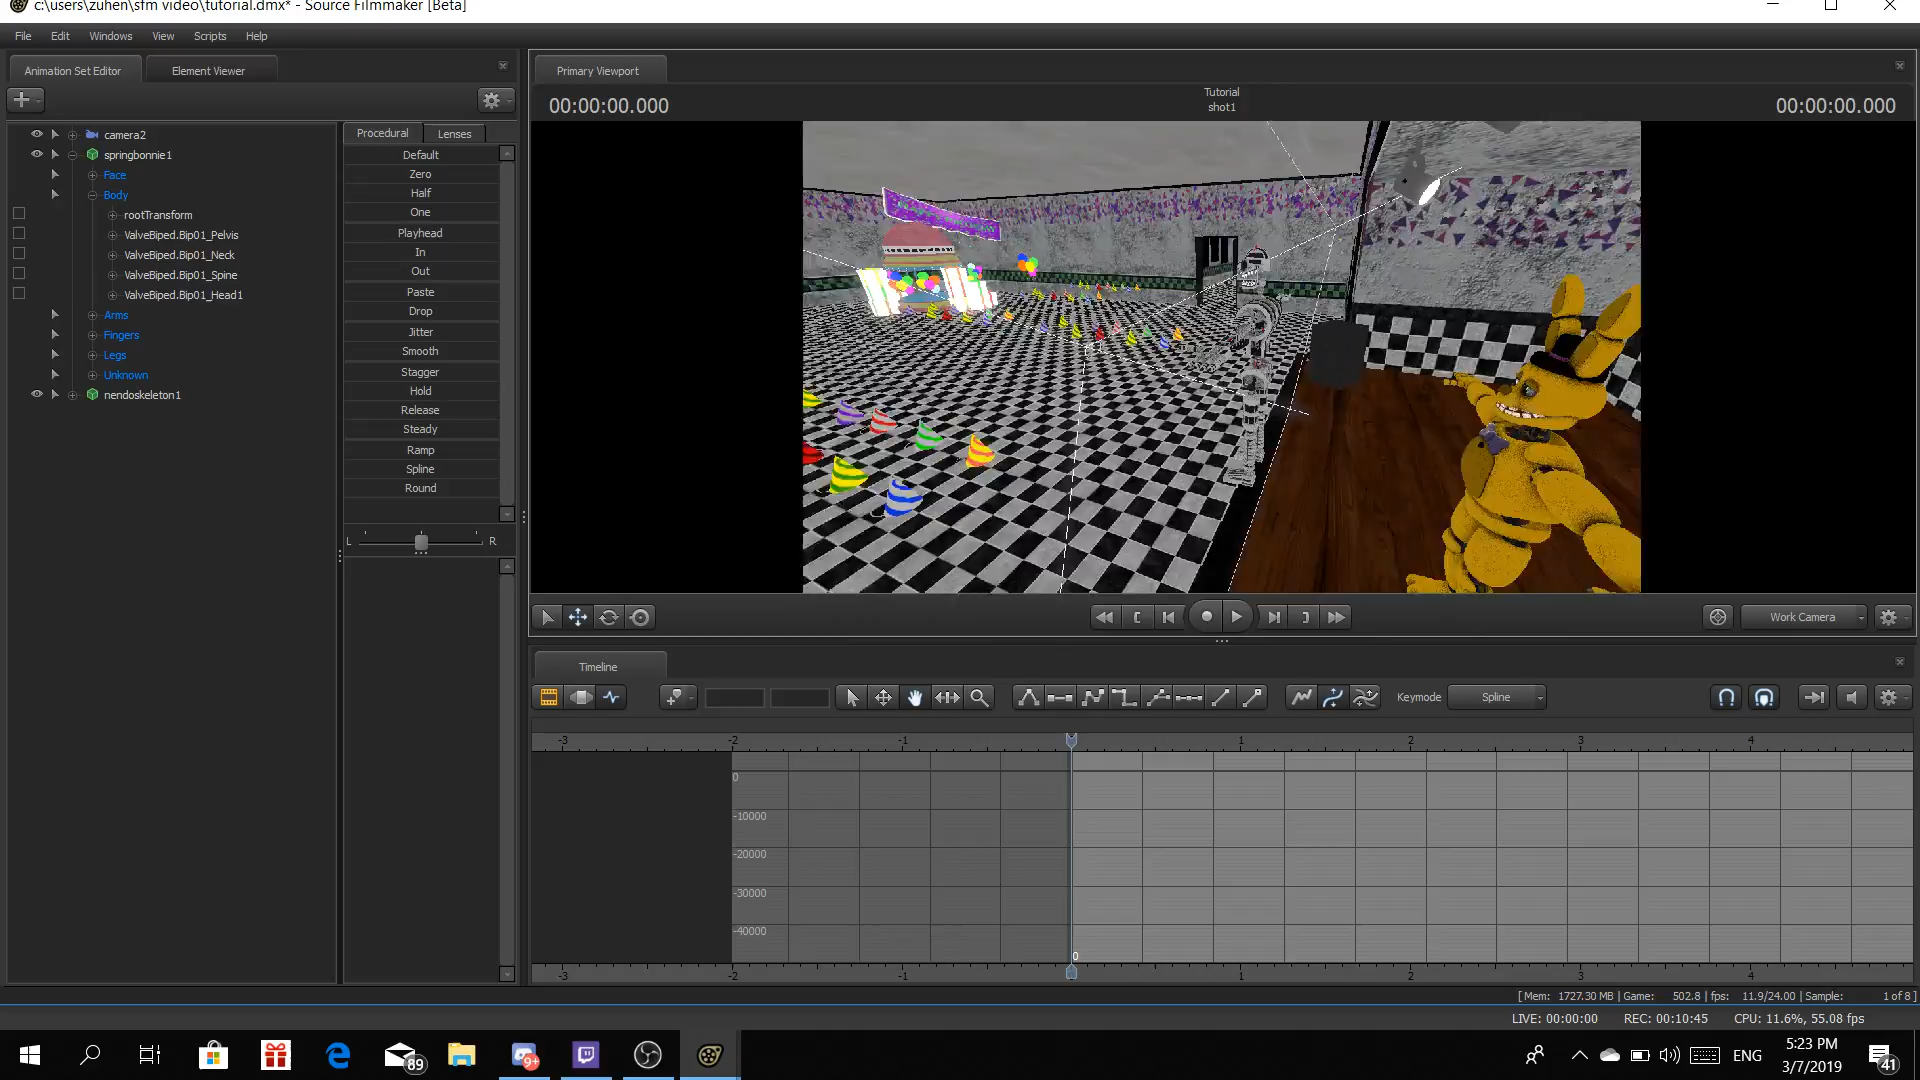 c:\users\zuhen\sfm video\tutorial.dmx* - Source Filmmaker [Beta]
File Edit Windows View Scripts Help
Animation Set Editor Element Viewer
Primary Viewport
00:00:00.000
Tutorial
shot1
00:00:00.000
camera2
springbonnie1
Face
Body
rootTransform
ValveBiped.Bip01_Pelvis
ValveBiped.Bip01_Neck
ValveBiped.Bip01_Spine
ValveBiped.Bip01_Head1
Arms
Fingers
Legs
Unknown
nendoskeleton1
Procedural Lenses
Default
Zero
Half
One
Playhead
In
Out
Paste
Drop
Jitter
Smooth
Stagger
Hold
Release
Steady
Ramp
Spline
Round
L R
Work Camera
Timeline
Keymode Spline
-3 -2 -1 1 2 3 4
0
-10000
-20000
-30000
-40000
0
-3 -2 -1 1 2 3 4
[ Mem: 1727.30 MB | Game: 502.8 | fps: 11.9/24.00 | Sample: 1 of 8 ]
LIVE: 00:00:00 REC: 00:10:45 CPU: 11.6%, 55.08 fps
89
9+
ENG
5:23 PM
3/7/2019
41